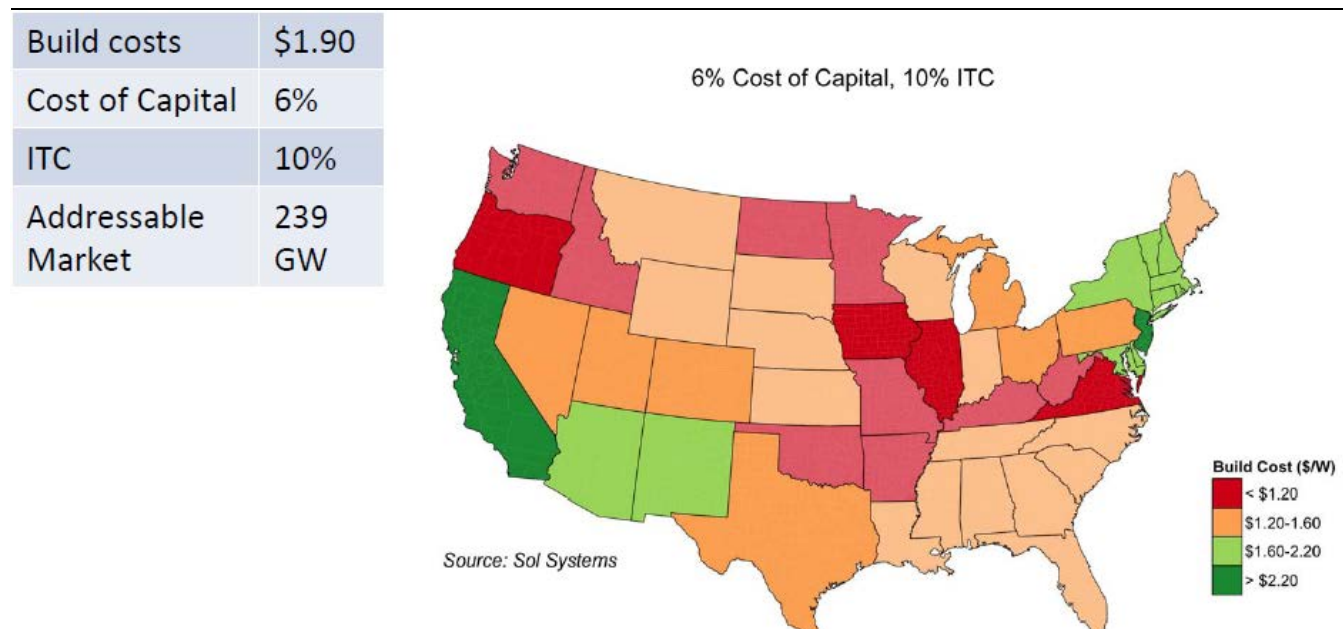 Build costs $1.90
Cost of Capital 6%
ITC 10%
Addressable 239
Market GW
6% Cost of Capital, 10% ITC
Source: Sol Systems
Build Cost ($/W)
< $1.20
$1.20-1.60
$1.60-2.20
> $2.20